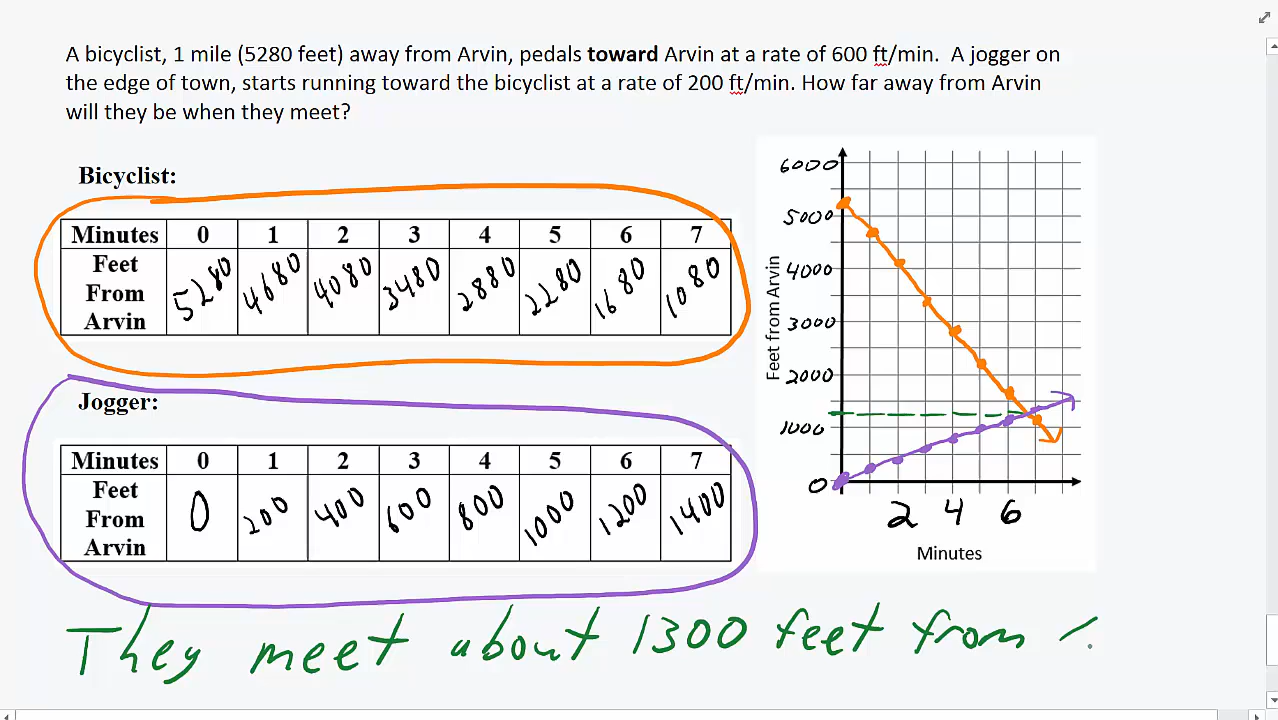 A bicyclist, 1 mile (5280 feet) away from Arvin, pedals toward Arvin at a rate of 600 ft/min. A jogger on
the edge of town, starts running toward the bicyclist at a rate of 200 ft/min. How far away from Arvin
will they be when they meet?
Bicyclist:
Minutes 0 1 2 3 4 5 6 7
Feet From Arvin 5280 4680 4080 3480 2880 2280 1680 1080
Jogger:
Minutes 0 1 2 3 4 5 6 7
Feet From Arvin 0 200 400 600 800 1000 1200 1400
Feet from Arvin
6000
5000
4000
3000
2000
1000
0
2 4 6
Minutes
They meet about 1300 feet from